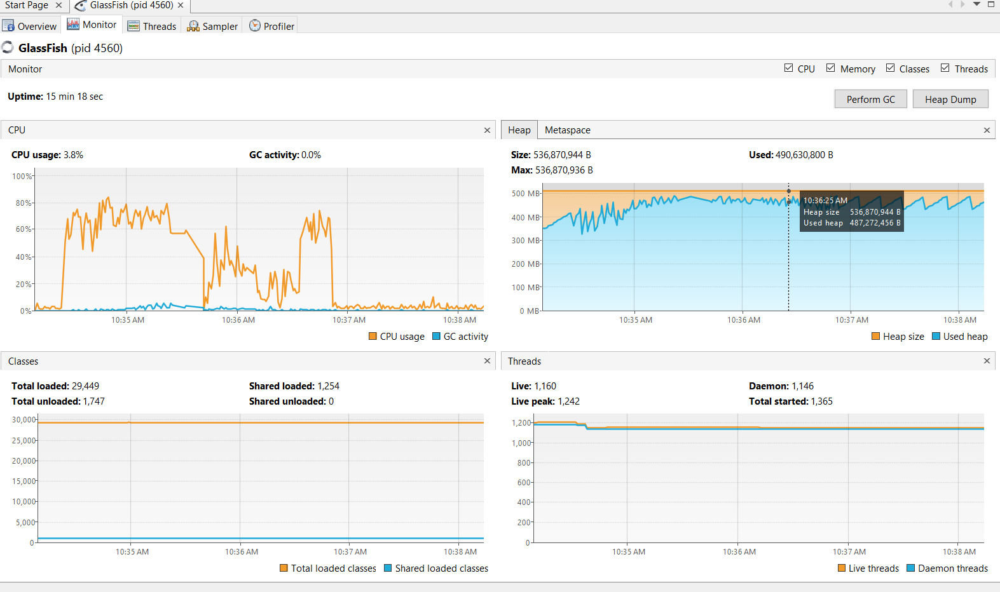 Start Page
GlassFish (pid 4560)
Overview Monitor Threads Sampler Profiler
GlassFish (pid 4560)
Monitor
CPU Memory Classes Threads
Uptime: 15 min 18 sec
Perform GC Heap Dump
CPU
CPU usage: 3.8% GC activity: 0.0%
100%
80%
60%
40%
20%
0%
10:35 AM 10:36 AM 10:37 AM 10:38 AM
CPU usage GC activity
Heap Metaspace
Size: 536,870,944 B Used: 490,630,800 B
Max: 536,870,936 B
500 MB
400 MB
300 MB
200 MB
100 MB
0 MB
10:36:25 AM
Heap size 536,870,944 B
Used heap 487,272,456 B
10:35 AM 10:36 AM 10:37 AM 10:38 AM
Heap size Used heap
Classes
Total loaded: 29,449 Shared loaded: 1,254
Total unloaded: 1,747 Shared unloaded: 0
30,000
25,000
20,000
15,000
10,000
5,000
0
10:35 AM 10:36 AM 10:37 AM 10:38 AM
Total loaded classes Shared loaded classes
Threads
Live: 1,160 Daemon: 1,146
Live peak: 1,242 Total started: 1,365
1,200
1,000
800
600
400
200
0
10:35 AM 10:36 AM 10:37 AM 10:38 AM
Live threads Daemon threads